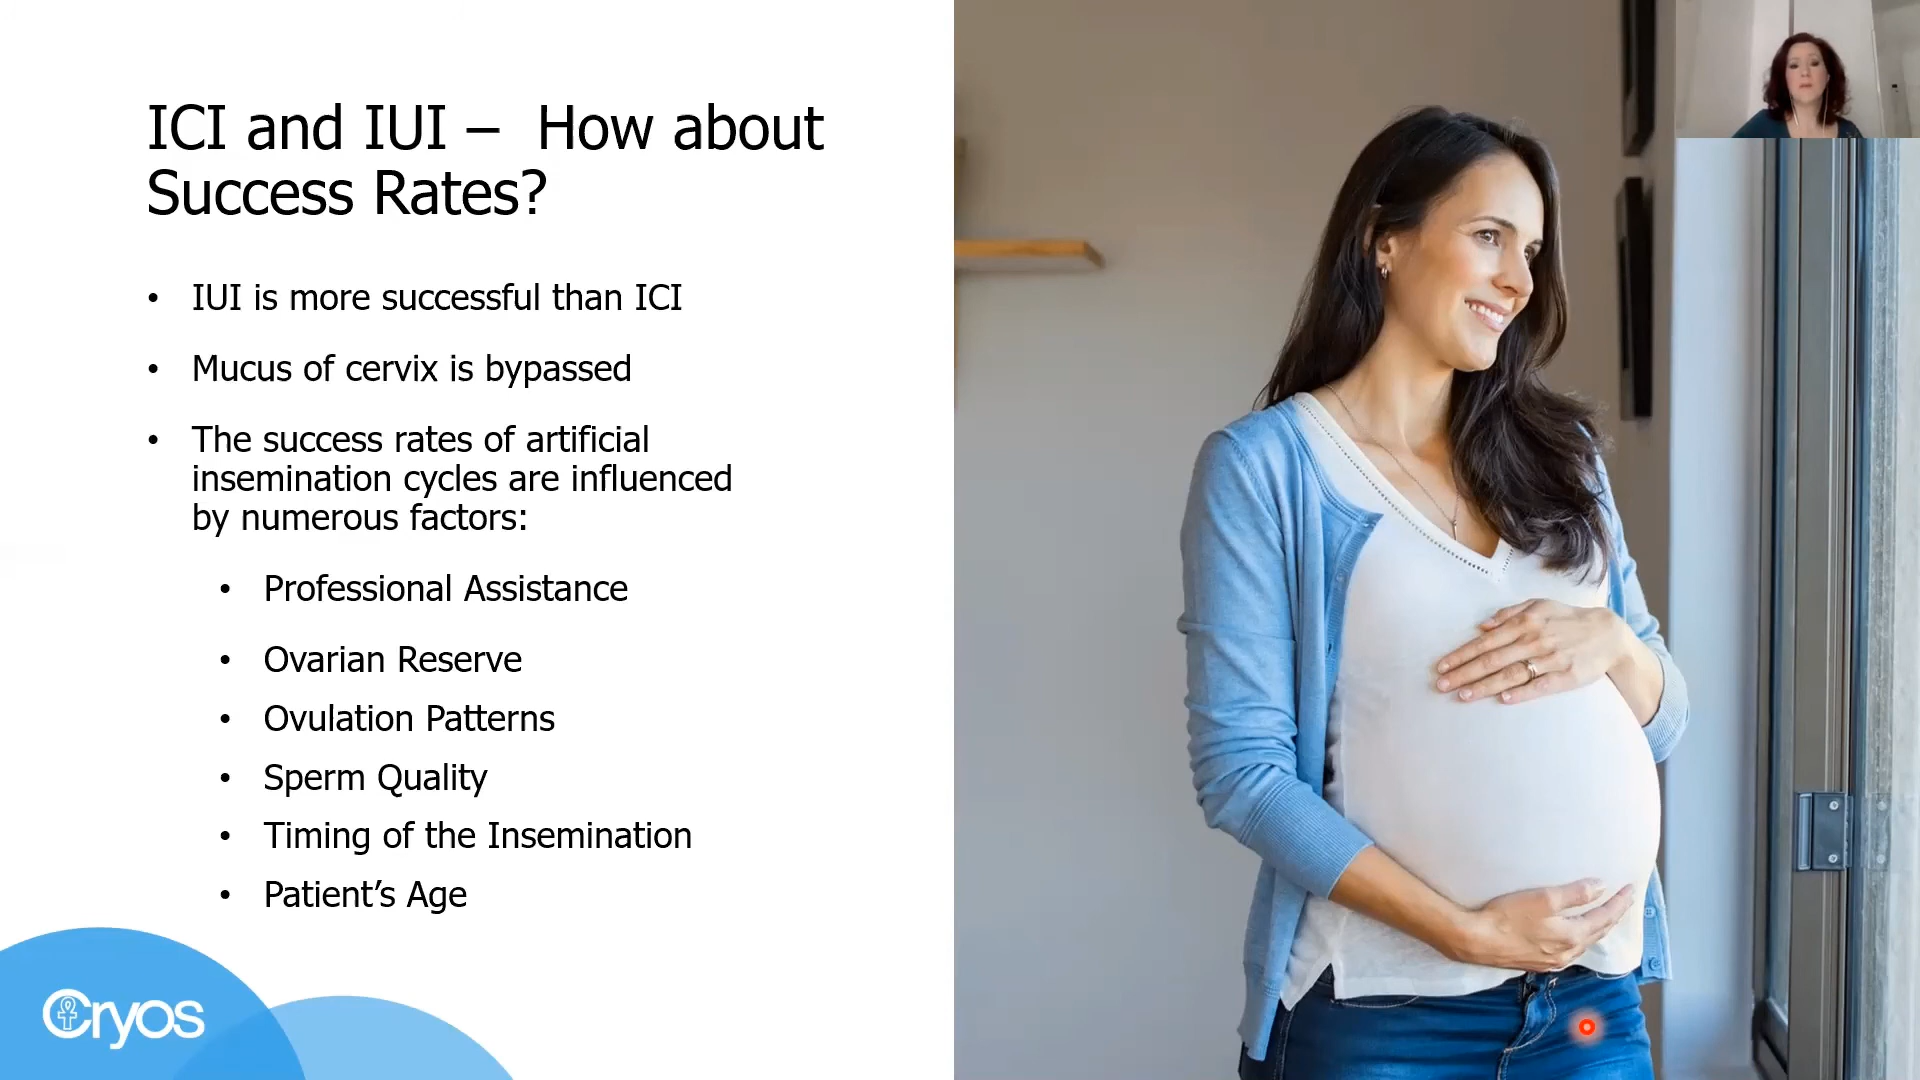 ICI and IUI –  How about
Success Rates?
• IUI is more successful than ICI
• Mucus of cervix is bypassed
• The success rates of artificial
insemination cycles are influenced
by numerous factors:
• Professional Assistance
• Ovarian Reserve
• Ovulation Patterns
• Sperm Quality
• Timing of the Insemination
• Patient’s Age
Cryos